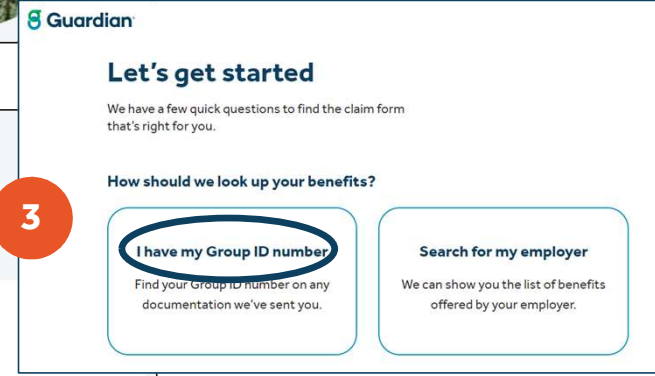 Guardian
Let's get started
We have a few quick questions to find the claim form
that's right for you.
How should we look up your benefits?
3
I have my Group ID number
Find your Group ID number on any
documentation we've sent you.
Search for my employer
We can show you the list of benefits
offered by your employer.